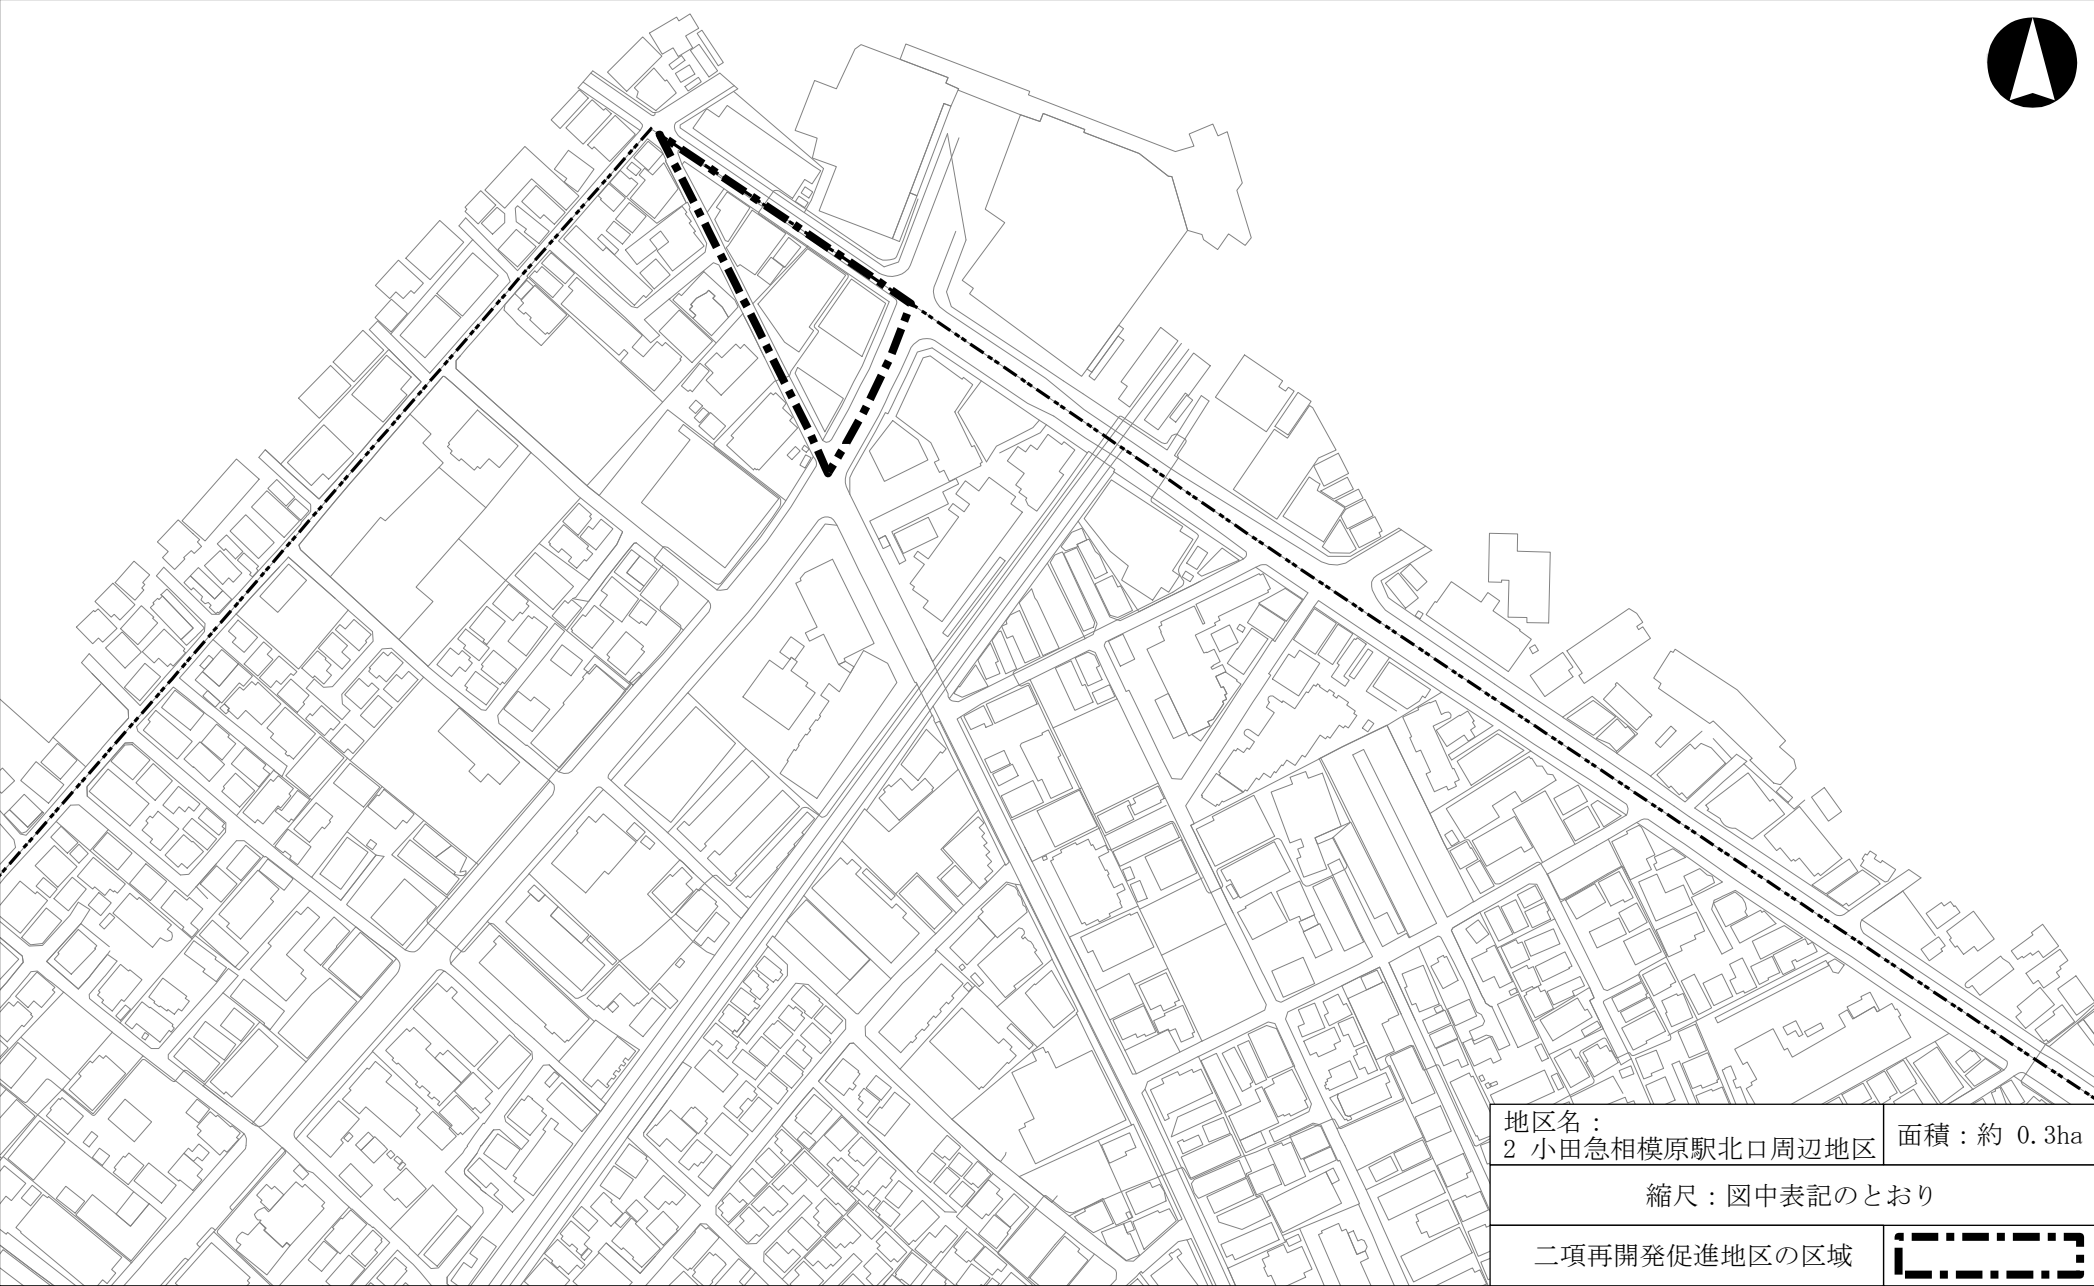 地区名：
2 小田急相模原駅北口周辺地区
面積：約 0.3ha
縮尺：図中表記のとおり
二項再開発促進地区の区域